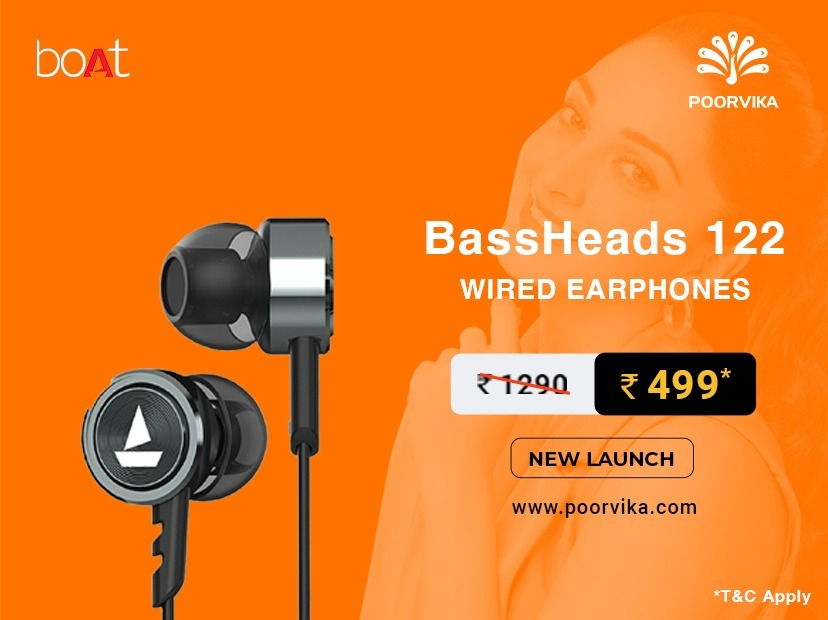 boAt
POORVIKA
BassHeads 122
WIRED EARPHONES
₹ 1290
₹ 499*
NEW LAUNCH
www.poorvika.com
*T&C Apply